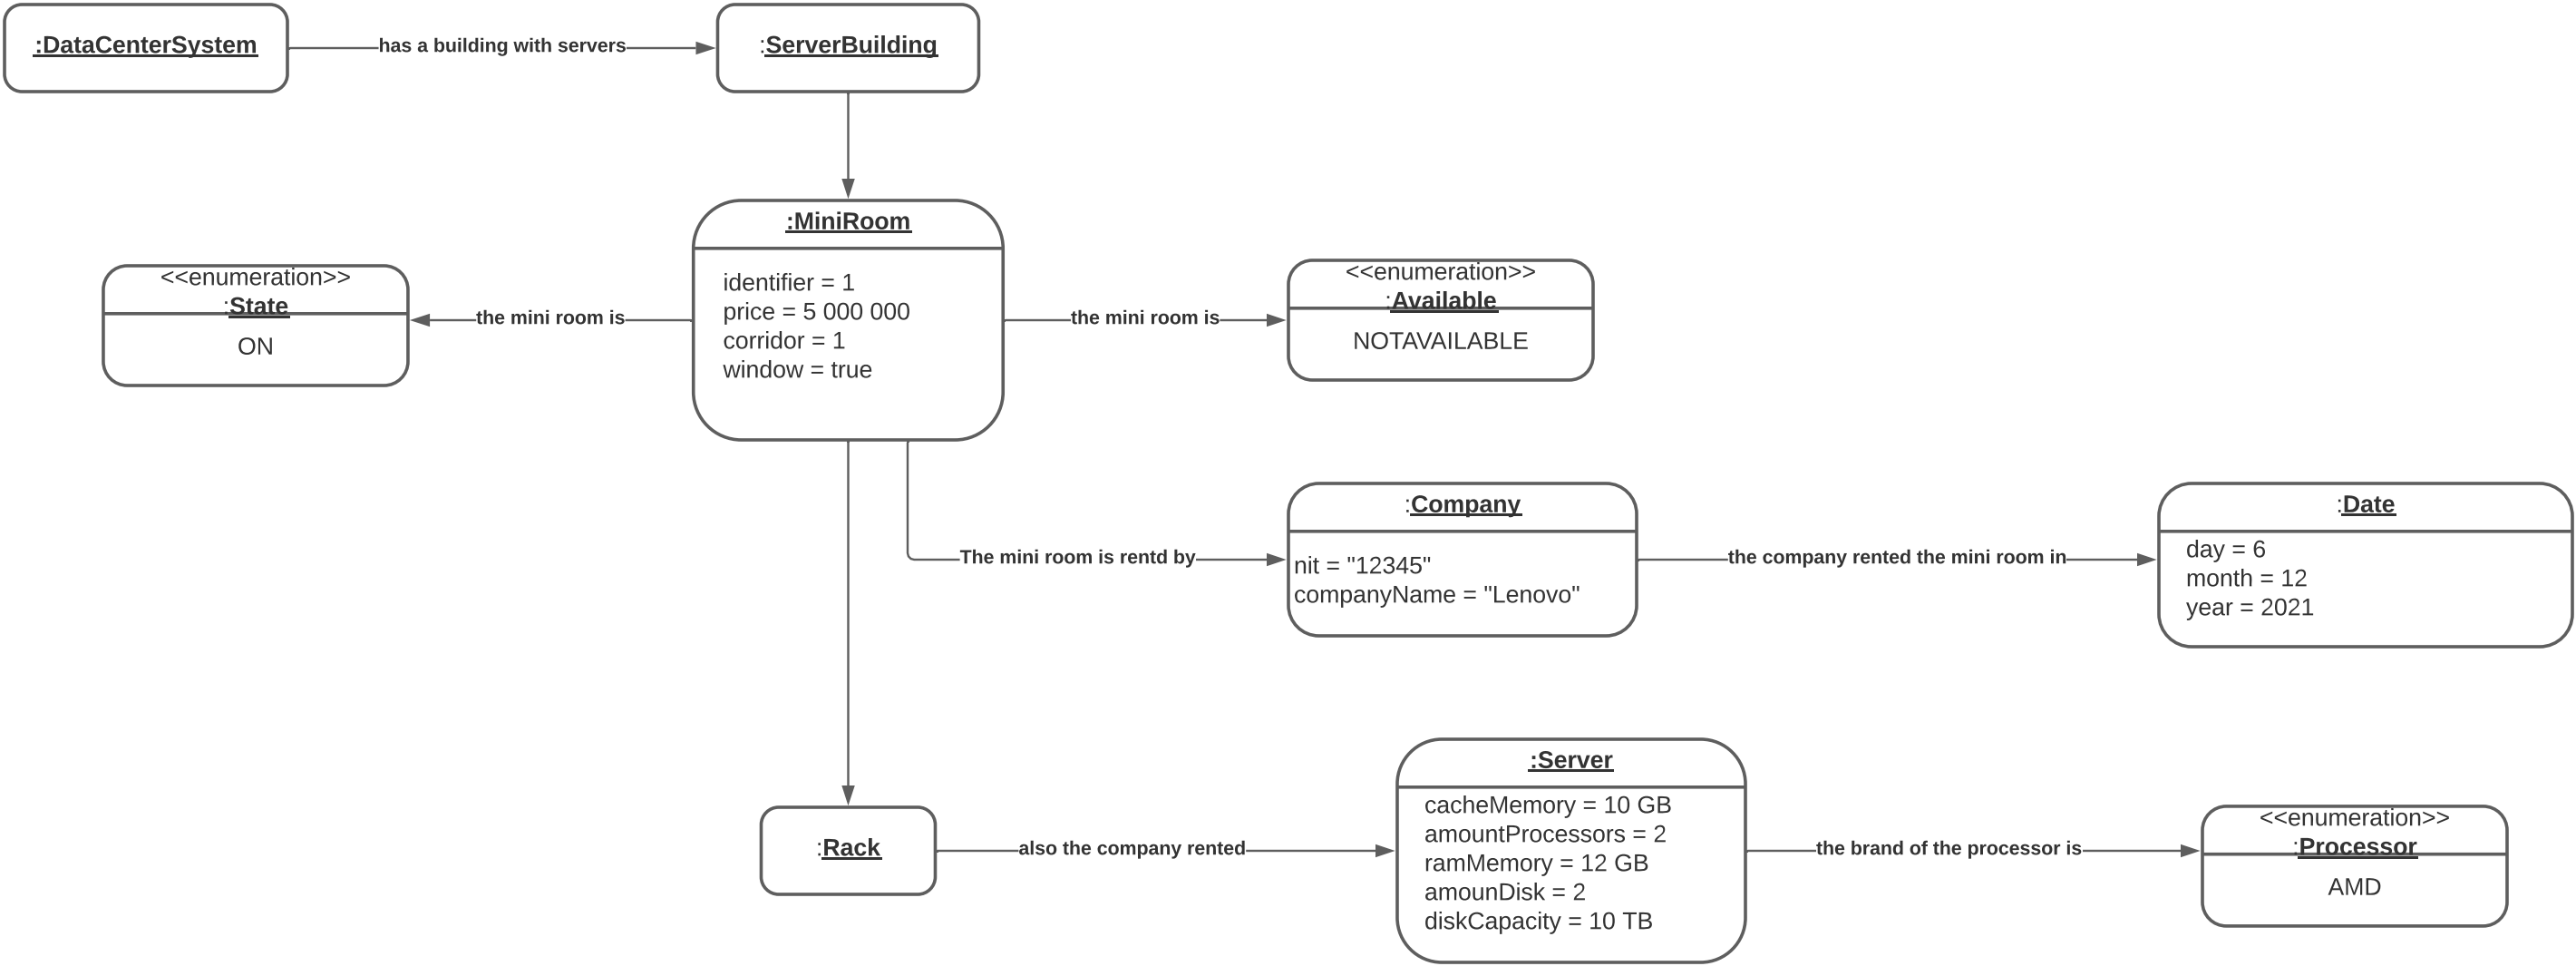 :DataCenterSystem
has a building with servers
:ServerBuilding
:MiniRoom
identifier = 1
price = 5 000 000
corridor = 1
window = true
the mini room is
<<enumeration>>
:State
ON
the mini room is
<<enumeration>>
:Available
NOTAVAILABLE
The mini room is rentd by
:Company
nit = "12345"
companyName = "Lenovo"
the company rented the mini room in
:Date
day = 6
month = 12
year = 2021
:Rack
also the company rented
:Server
cacheMemory = 10 GB
amountProcessors = 2
ramMemory = 12 GB
amounDisk = 2
diskCapacity = 10 TB
the brand of the processor is
<<enumeration>>
:Processor
AMD